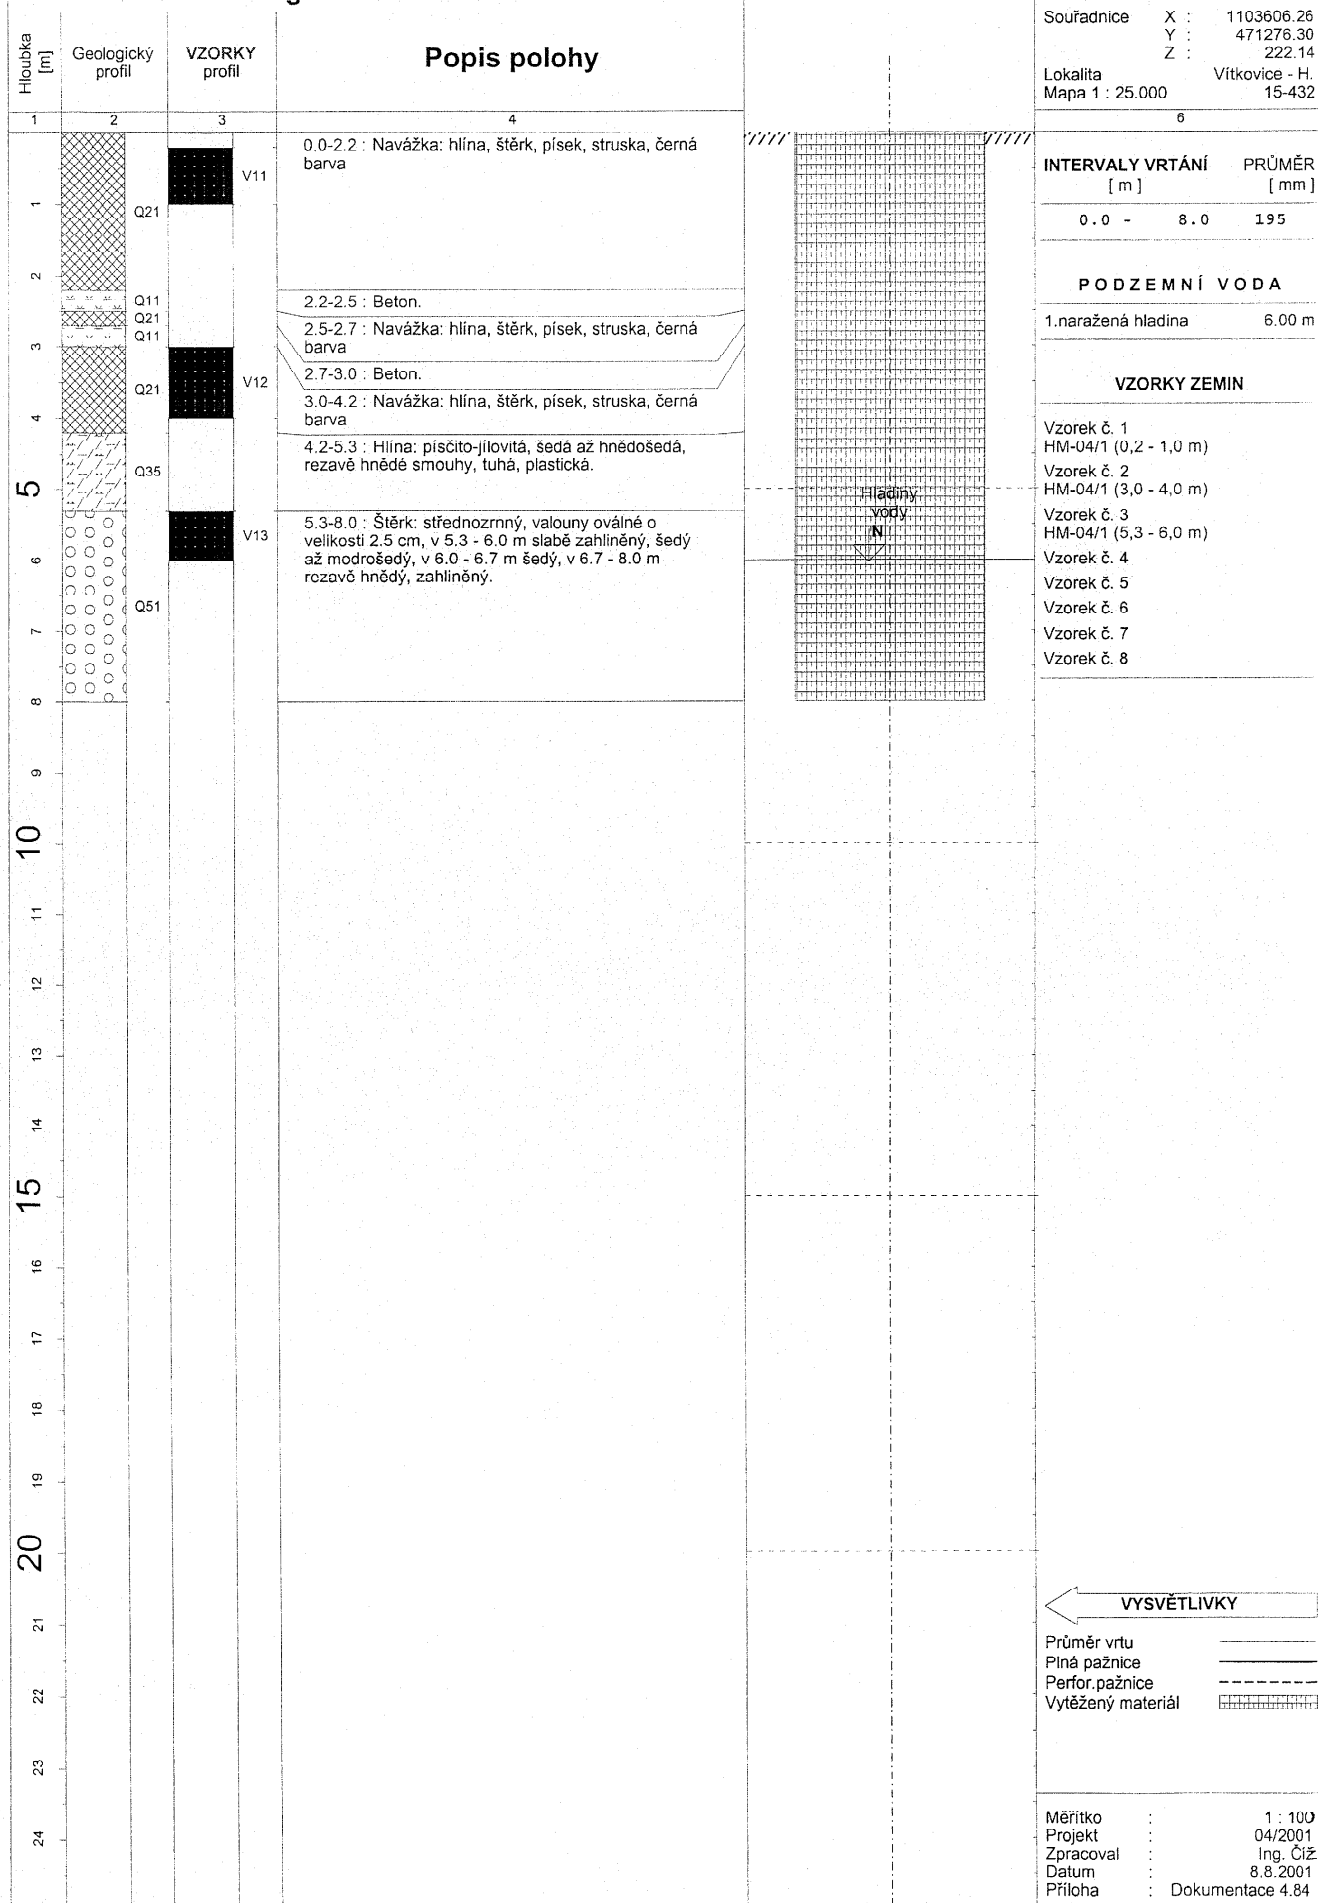 Hloubka
[m]
Geologický
profil
VZORKY
profil
Popis polohy
Souřadnice X : 1103606.26
Y : 471276.30
Z : 222.14
Lokalita Vítkovice - H.
Mapa 1 : 25.000 15-432
1 2 3 4 6
0.0-2.2 : Navážka: hlína, štěrk, písek, struska, černá
barva
2.2-2.5 : Beton.
2.5-2.7 : Navážka: hlína, štěrk, písek, struska, černá
barva
2.7-3.0 : Beton.
3.0-4.2 : Navážka: hlína, štěrk, písek, struska, černá
barva
4.2-5.3 : Hlína: písčito-jílovitá, šedá až hnědošedá,
rezavě hnědé smouhy, tuhá, plastická.
5.3-8.0 : Štěrk: střednozrnný, valouny oválné o
velikosti 2.5 cm, v 5.3 - 6.0 m slabě zahliněný, šedý
až modrošedý, v 6.0 - 6.7 m šedý, v 6.7 - 8.0 m
rezavě hnědý, zahliněný.
V11
V12
V13
Q21
Q11
Q21
Q11
Q21
Q35
Q51
1
2
3
4
5
6
7
8
9
10
11
12
13
14
15
16
17
18
19
20
21
22
23
24
Hladiny
vody
N
INTERVALY VRTÁNÍ PRŮMĚR
[ m ] [ mm ]
0.0 - 8.0 195
PODZEMNÍ VODA
1.naražená hladina 6.00 m
VZORKY ZEMIN
Vzorek č. 1
HM-04/1 (0,2 - 1,0 m)
Vzorek č. 2
HM-04/1 (3,0 - 4,0 m)
Vzorek č. 3
HM-04/1 (5,3 - 6,0 m)
Vzorek č. 4
Vzorek č. 5
Vzorek č. 6
Vzorek č. 7
Vzorek č. 8
VYSVĚTLIVKY
Průměr vrtu
Plná pažnice
Perfor.pažnice
Vytěžený materiál
Měřítko : 1 : 100
Projekt : 04/2001
Zpracoval : Ing. Číž
Datum : 8.8.2001
Příloha : Dokumentace 4.84